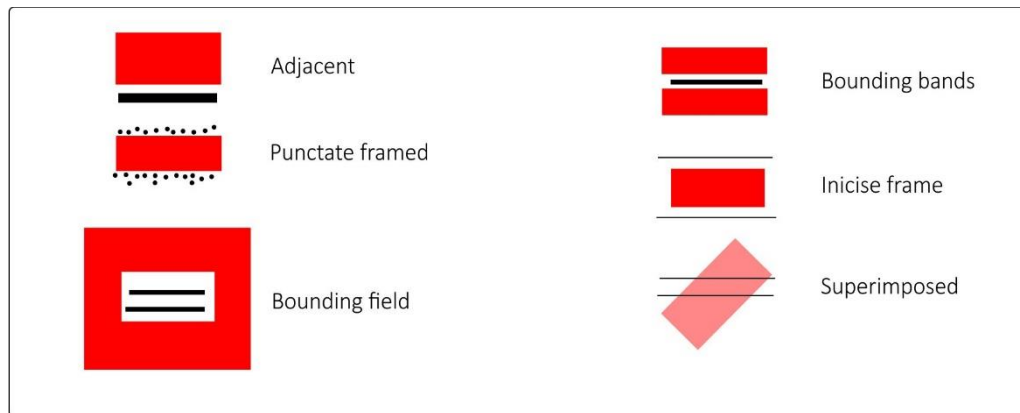 Adjacent
Punctate framed
Bounding field
Bounding bands
Inicise frame
Superimposed